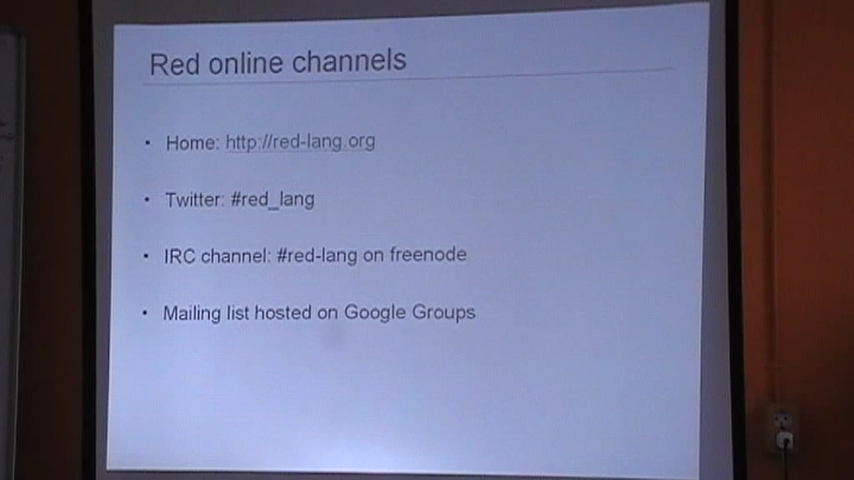 Red online channels
• Home: http://red-lang.org
• Twitter: #red_lang
• IRC channel: #red-lang on freenode
• Mailing list hosted on Google Groups